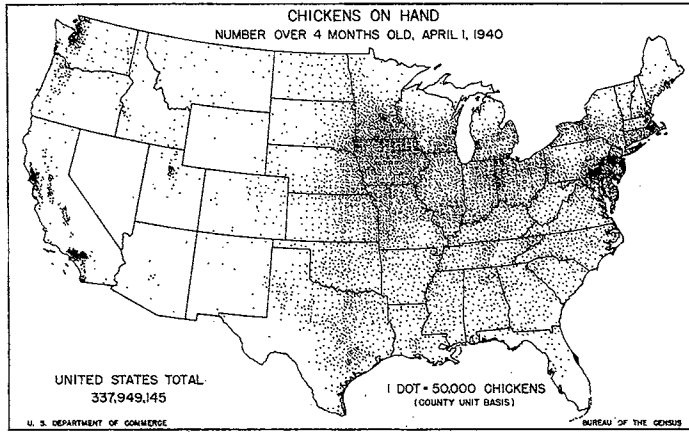 CHICKENS ON HAND
NUMBER OVER 4 MONTHS OLD, APRIL 1, 1940
UNITED STATES TOTAL
337,949,145
1 DOT = 50,000 CHICKENS
(COUNTY UNIT BASIS)
U. S. DEPARTMENT OF COMMERCE
BUREAU OF THE CENSUS